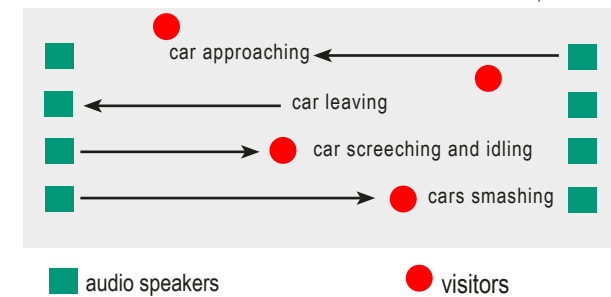 car approaching
car leaving
car screeching and idling
cars smashing
audio speakers
visitors